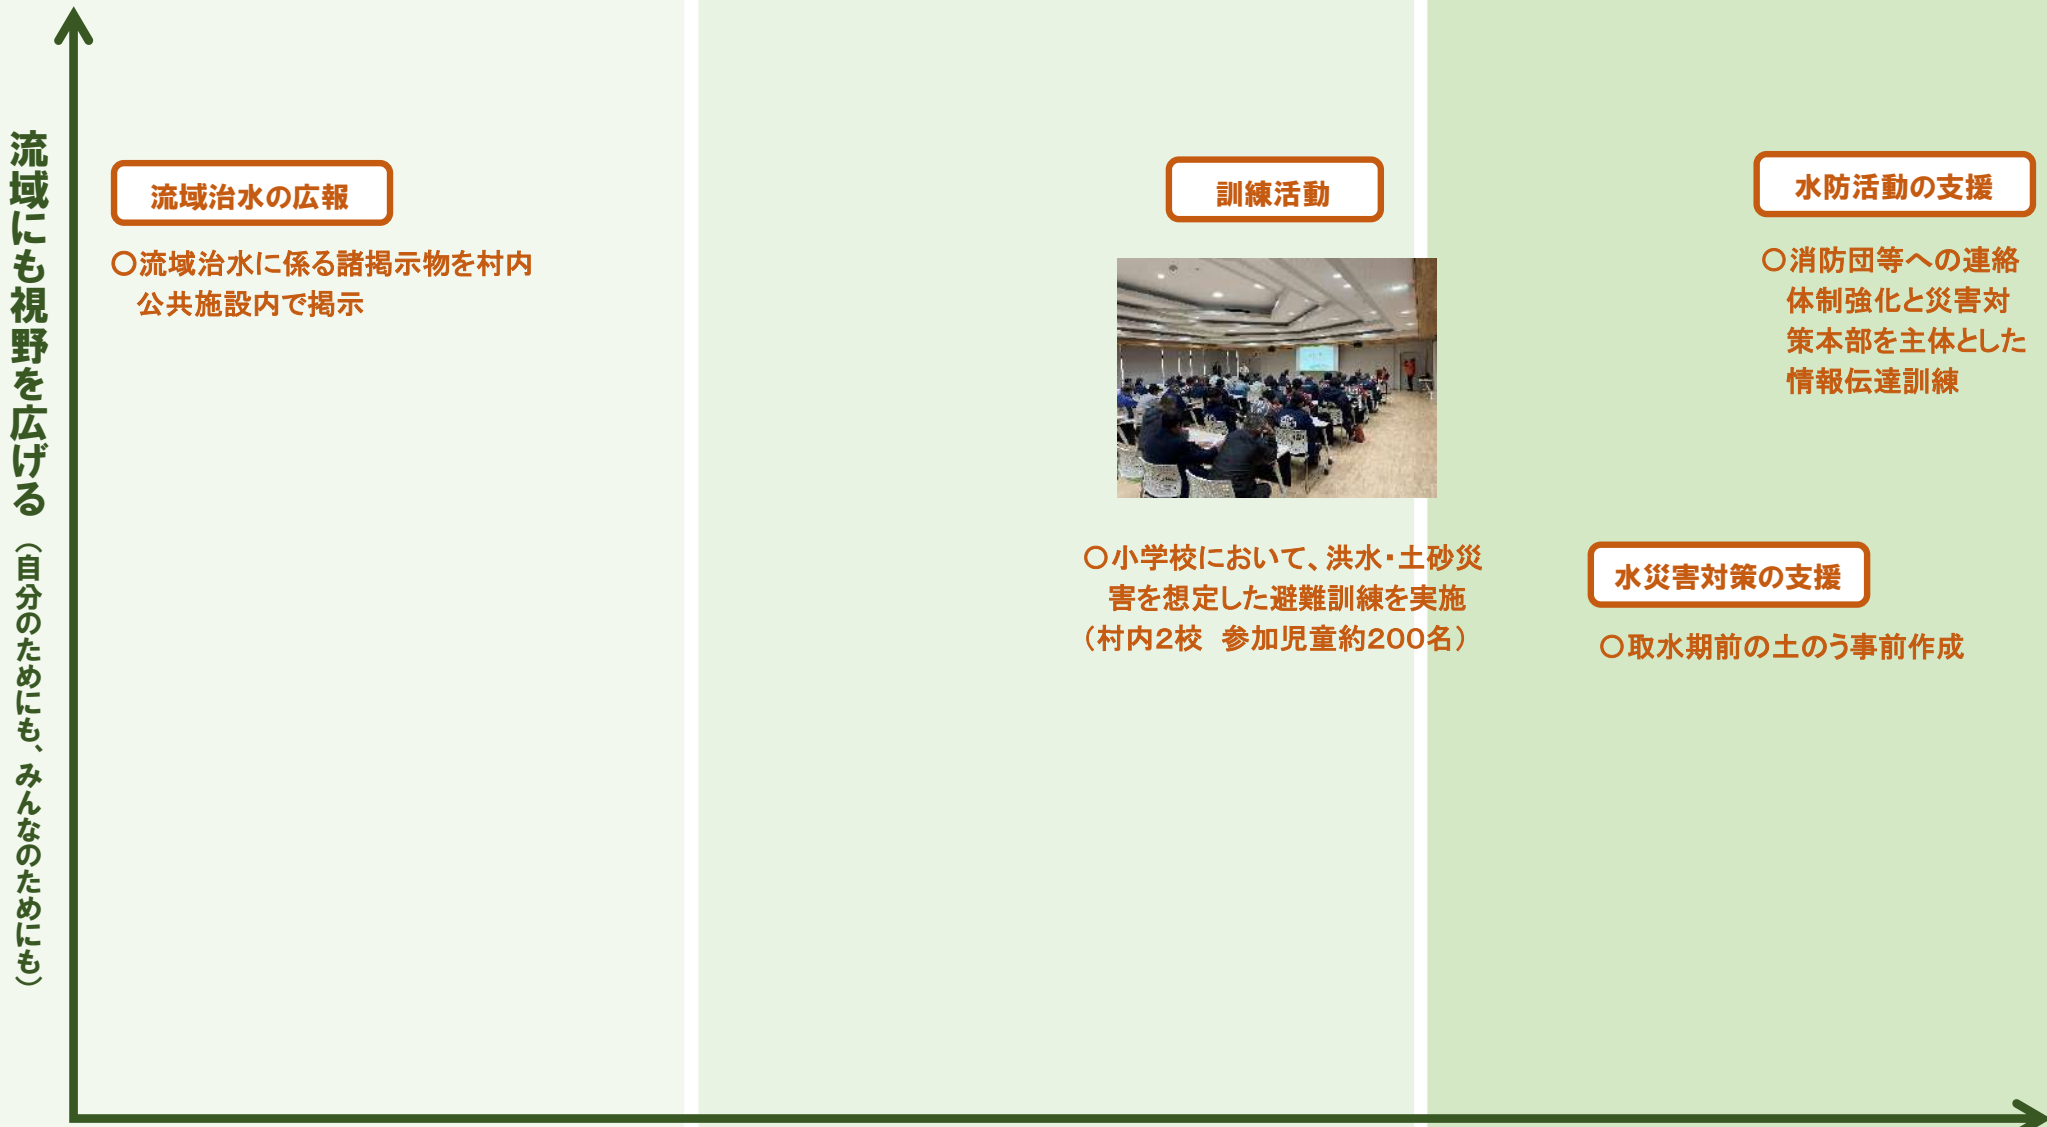 流域にも視野を広げる（自分のためにも、みんなのためにも）
流域治水の広報
〇流域治水に係る諸掲示物を村内
公共施設内で掲示
訓練活動
〇小学校において、洪水・土砂災
害を想定した避難訓練を実施
（村内2校　参加児童約200名）
水防活動の支援
〇消防団等への連絡
体制強化と災害対
策本部を主体とした
情報伝達訓練
水災害対策の支援
〇取水期前の土のう事前作成